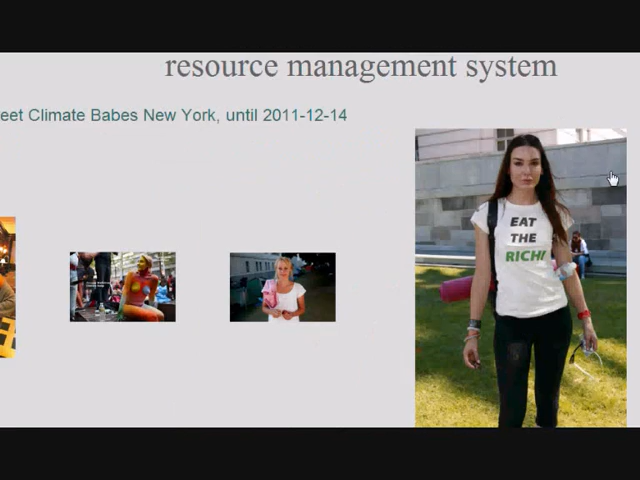 resource management system
eet Climate Babes New York, until 2011-12-14
EAT
THE
RICH!